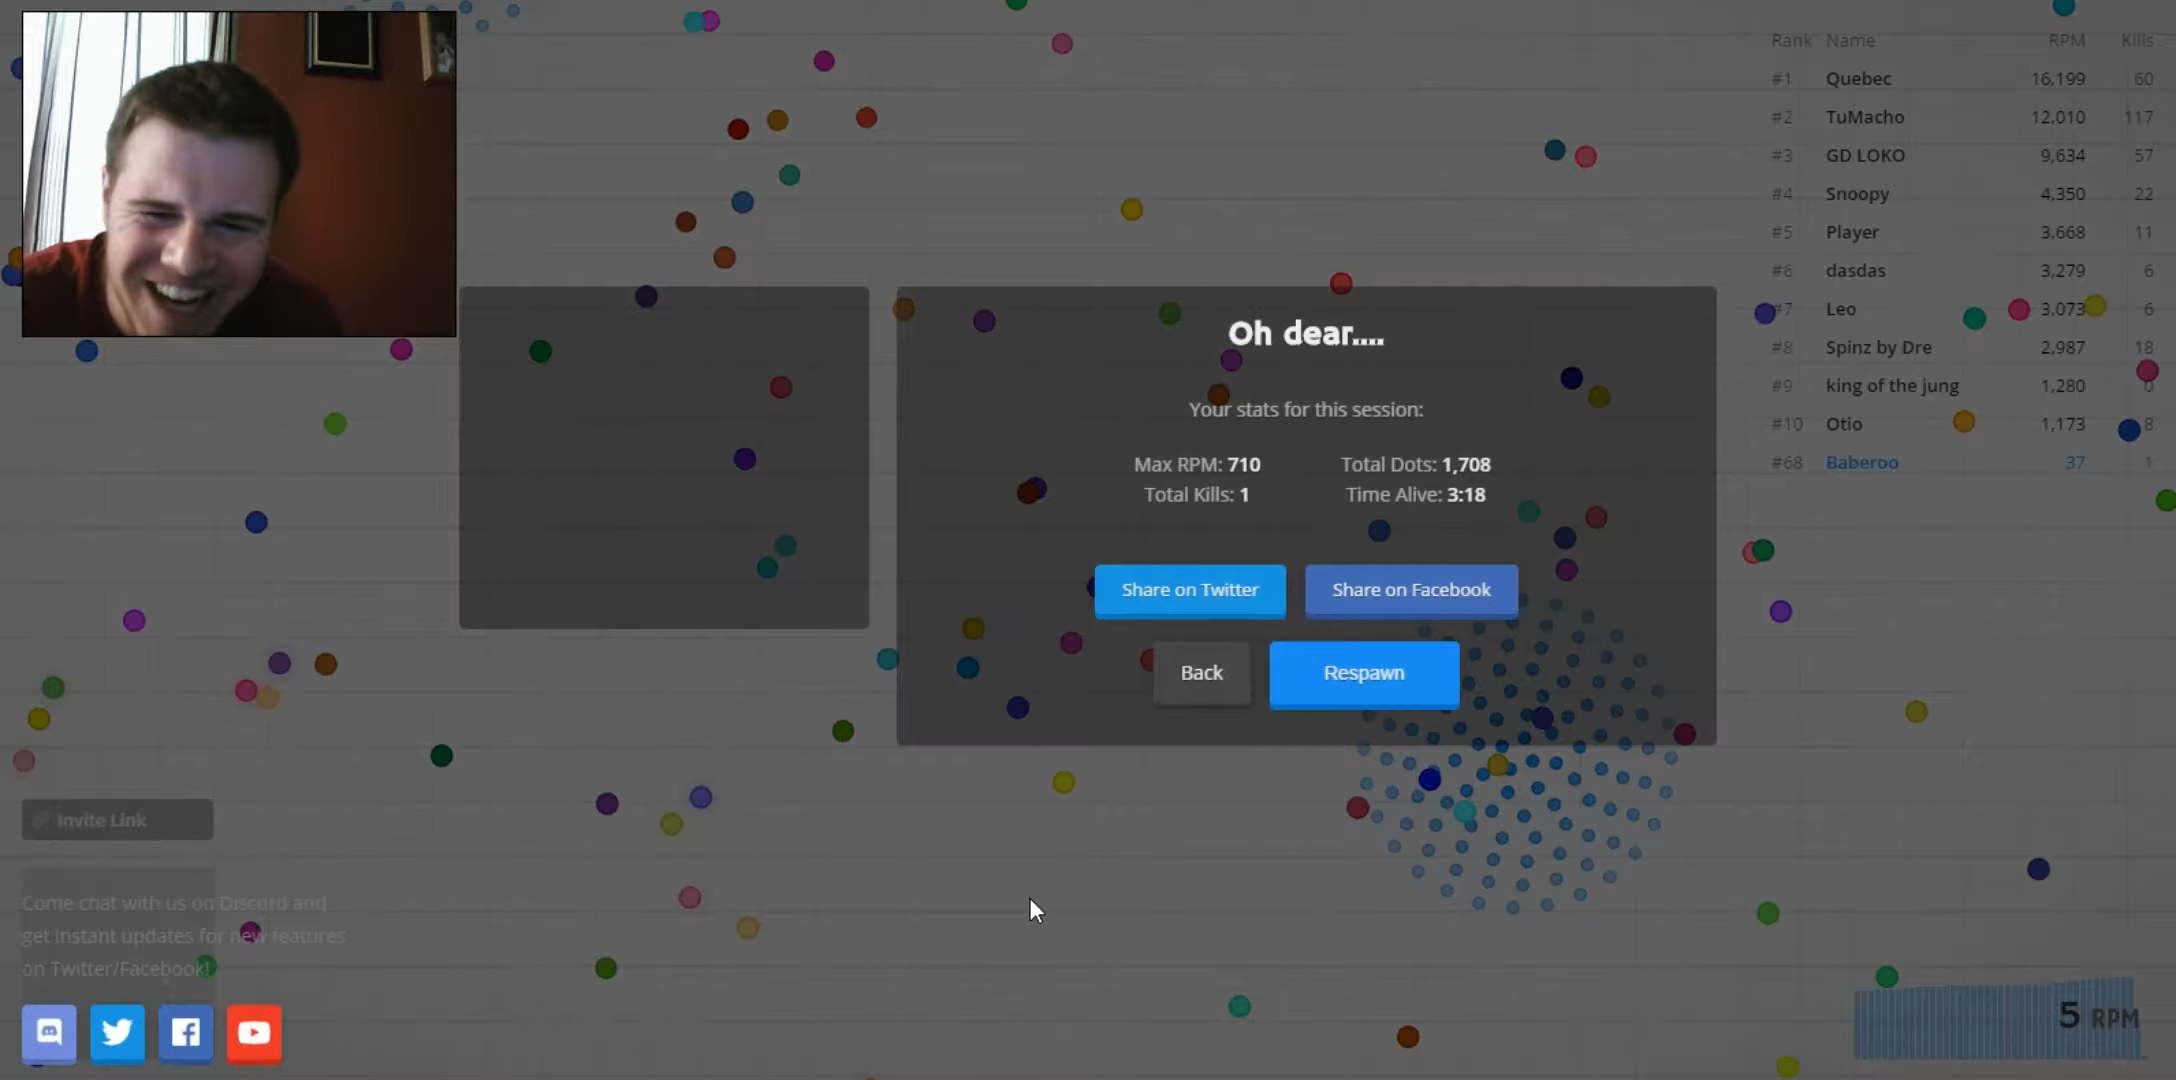 Rank Name RPM Kills
#1 Quebec 16,199 60
#2 TuMacho 12,010 117
#3 GD LOKO 9,634 57
#4 Snoopy 4,350 22
#5 Player 3,668 11
#6 dasdas 3,279 6
#7 Leo 3,073 6
#8 Spinz by Dre 2,987 18
#9 king of the jung 1,280 0
#10 Otio 1,173 8
#68 Baberoo 37 1
Oh dear....
Your stats for this session:
Max RPM: 710 Total Dots: 1,708
Total Kills: 1 Time Alive: 3:18
Share on Twitter Share on Facebook
Back Respawn
Invite Link
Come chat with us on Discord and
get instant updates for new features
on Twitter/Facebook!
5 RPM